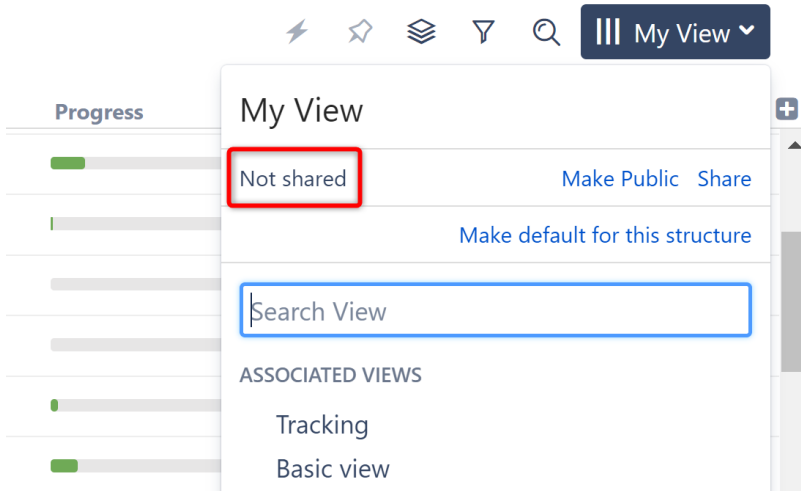 My View
Progress
My View
Not shared Make Public Share
Make default for this structure
Search View
ASSOCIATED VIEWS
Tracking
Basic view